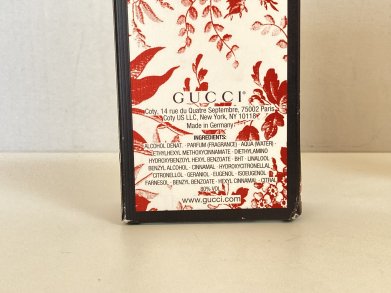 GUCCI
Coty, 14 rue du Quatre Septembre, 75002 Paris
Coty US LLC, New York, NY 10118
Made in Germany
INGREDIENTS:
ALCOHOL DENAT. · PARFUM (FRAGRANCE) · AQUA (WATER) ·
ETHYLHEXYL METHOXYCINNAMATE · DIETHYLAMINO
HYDROXYBENZOYL HEXYL BENZOATE · BHT · LINALOOL
BENZYL ALCOHOL · CINNAMAL · HYDROXYCITRONELLAL
· CITRONELLOL · GERANIOL · EUGENOL · ISOEUGENOL
FARNESOL · BENZYL BENZOATE · HEXYL CINNAMAL · CITRAL
80% VOL
www.gucci.com